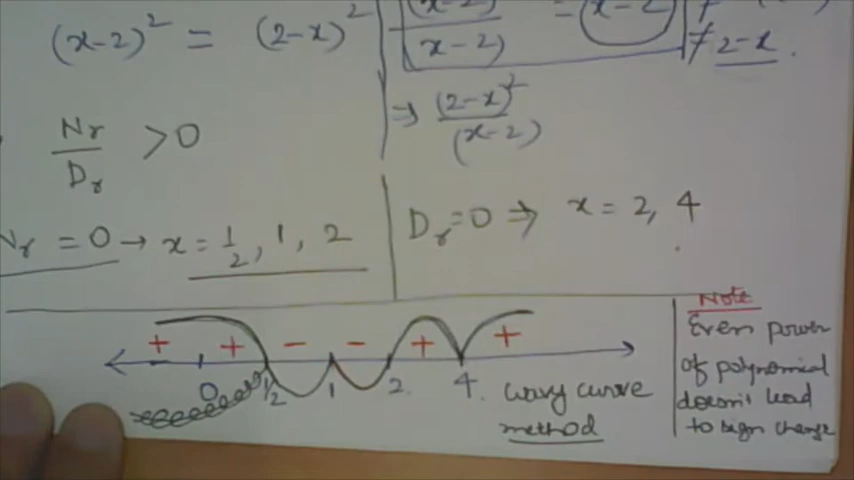 (x-2)² = (2-x)²
(x-2)
x-2) = (x-2 ≠
≠ 2-x.
⇒ (2-x)²
(x-2)
Nr
Dr > 0
Nr = 0 → x = 1/2, 1, 2
Dr = 0 ⇒ x = 2, 4
+ + - - + +
0 1/2 1 2 4.
wavy curve
method
Note
Even power
of polynomial
doesn't lead
to sign change